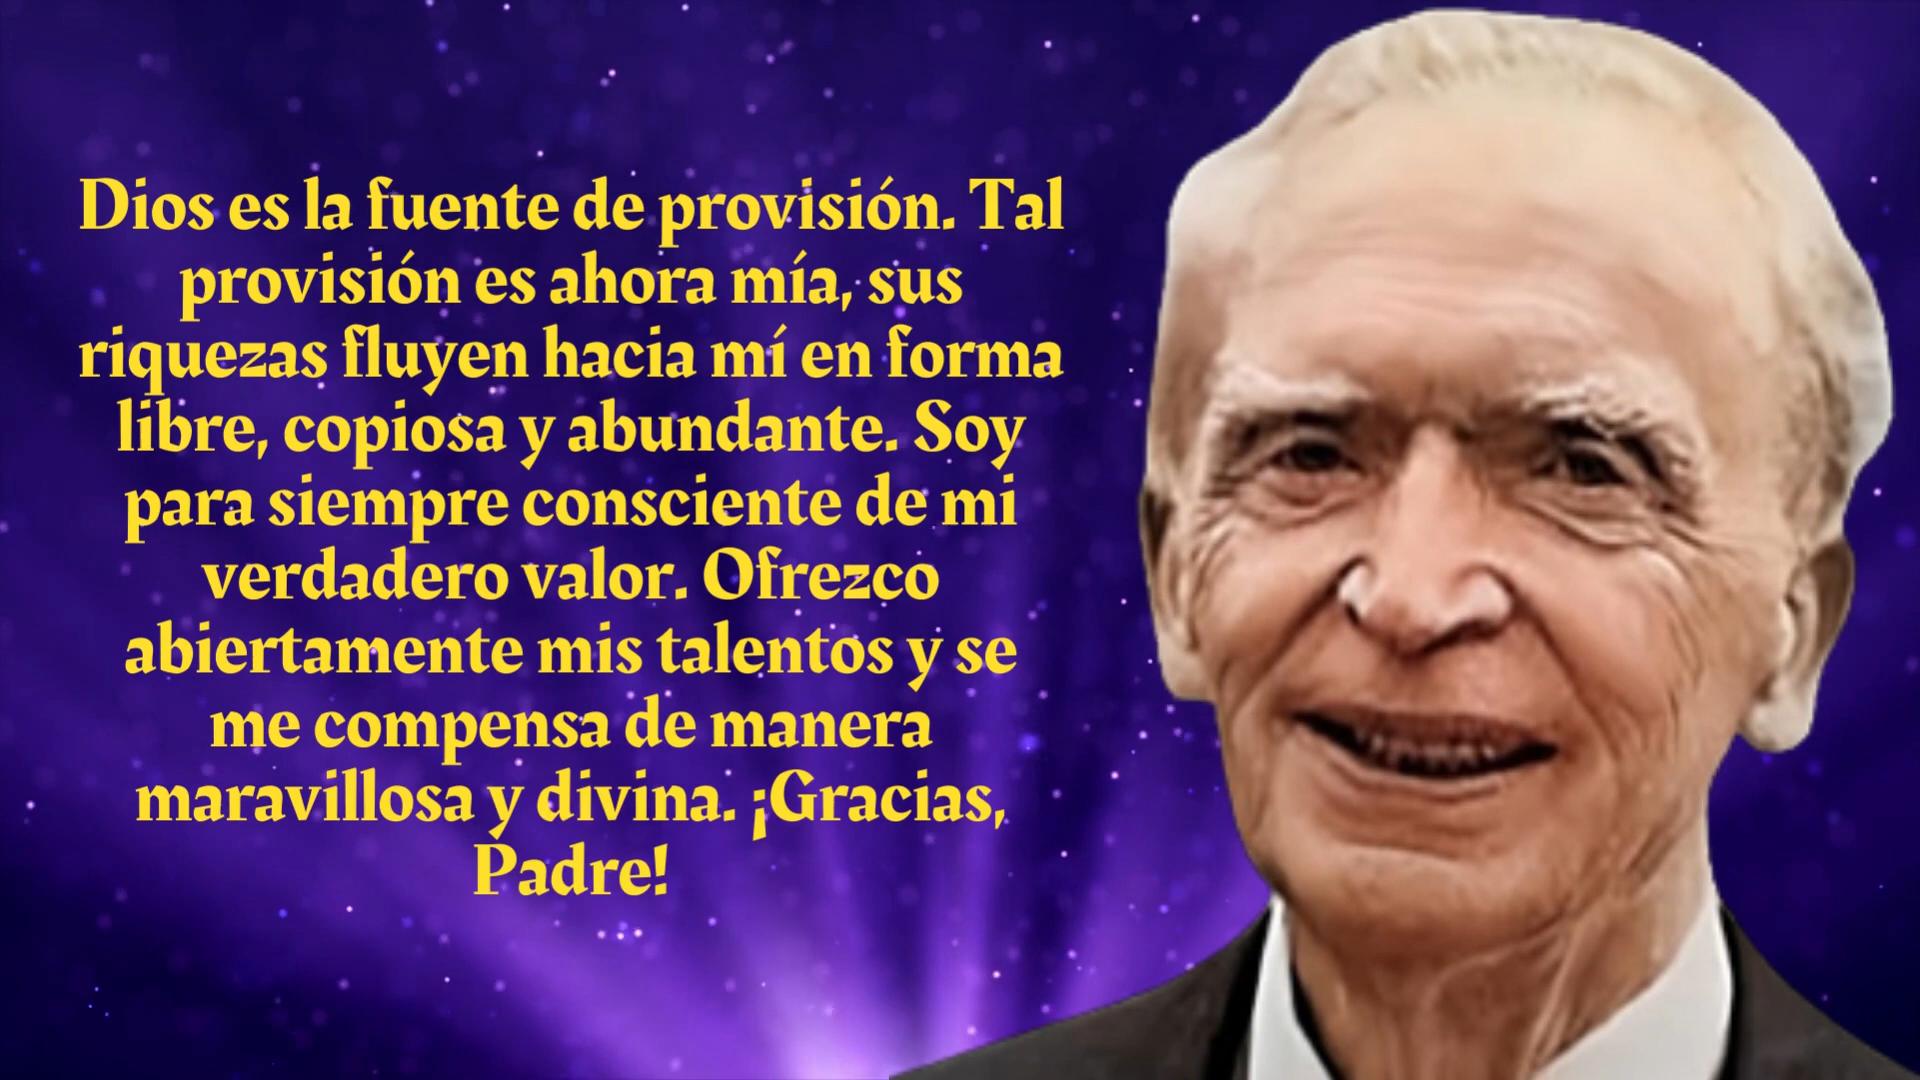 Dios es la fuente de provisión. Tal
provisión es ahora mía, sus
riquezas fluyen hacia mí en forma
libre, copiosa y abundante. Soy
para siempre consciente de mi
verdadero valor. Ofrezco
abiertamente mis talentos y se
me compensa de manera
maravillosa y divina. ¡Gracias,
Padre!